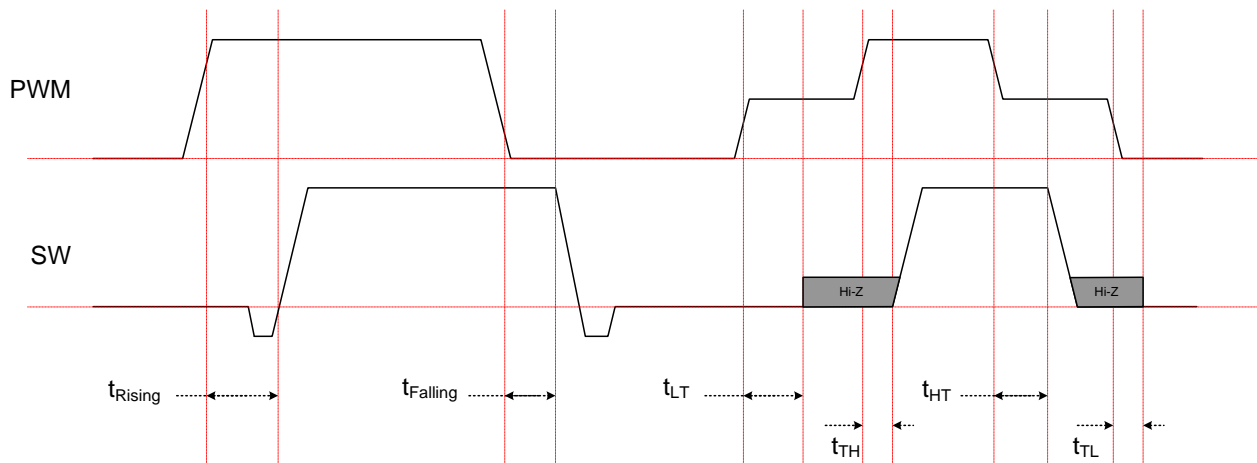 PWM
SW
Hi-Z
Hi-Z
tRising
tFalling
tLT
tHT
tTH
tTL